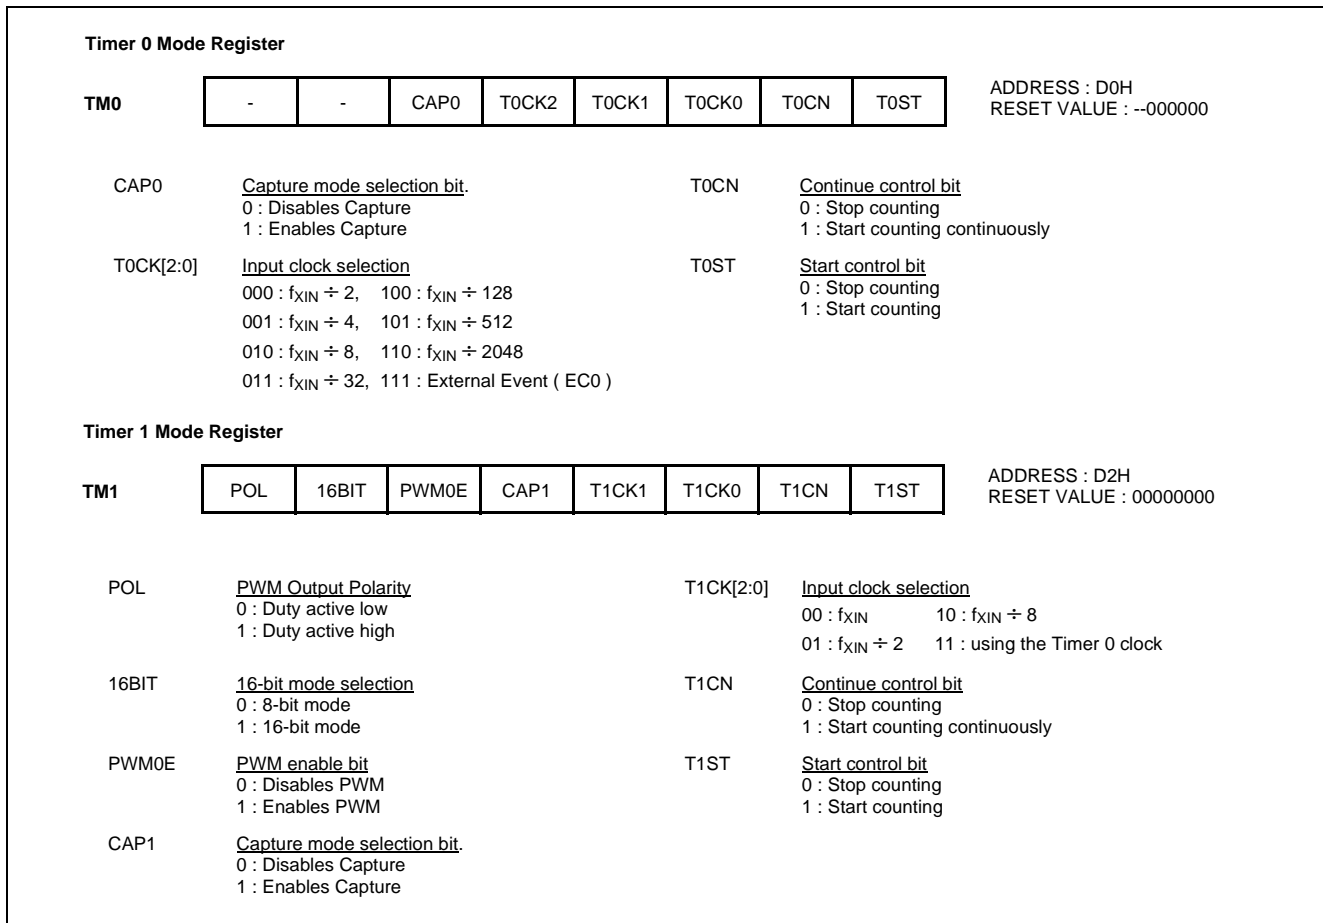 Timer 0 Mode Register
TM0 - - CAP0 T0CK2 T0CK1 T0CK0 T0CN T0ST
ADDRESS : D0H
RESET VALUE : --000000
CAP0 Capture mode selection bit.
0 : Disables Capture
1 : Enables Capture
T0CN Continue control bit
0 : Stop counting
1 : Start counting continuously
T0CK[2:0] Input clock selection
000 : fXIN ÷ 2, 100 : fXIN ÷ 128
001 : fXIN ÷ 4, 101 : fXIN ÷ 512
010 : fXIN ÷ 8, 110 : fXIN ÷ 2048
011 : fXIN ÷ 32, 111 : External Event ( EC0 )
T0ST Start control bit
0 : Stop counting
1 : Start counting
Timer 1 Mode Register
TM1 POL 16BIT PWM0E CAP1 T1CK1 T1CK0 T1CN T1ST
ADDRESS : D2H
RESET VALUE : 00000000
POL PWM Output Polarity
0 : Duty active low
1 : Duty active high
T1CK[2:0] Input clock selection
00 : fXIN 10 : fXIN ÷ 8
01 : fXIN ÷ 2 11 : using the Timer 0 clock
16BIT 16-bit mode selection
0 : 8-bit mode
1 : 16-bit mode
T1CN Continue control bit
0 : Stop counting
1 : Start counting continuously
PWM0E PWM enable bit
0 : Disables PWM
1 : Enables PWM
T1ST Start control bit
0 : Stop counting
1 : Start counting
CAP1 Capture mode selection bit.
0 : Disables Capture
1 : Enables Capture